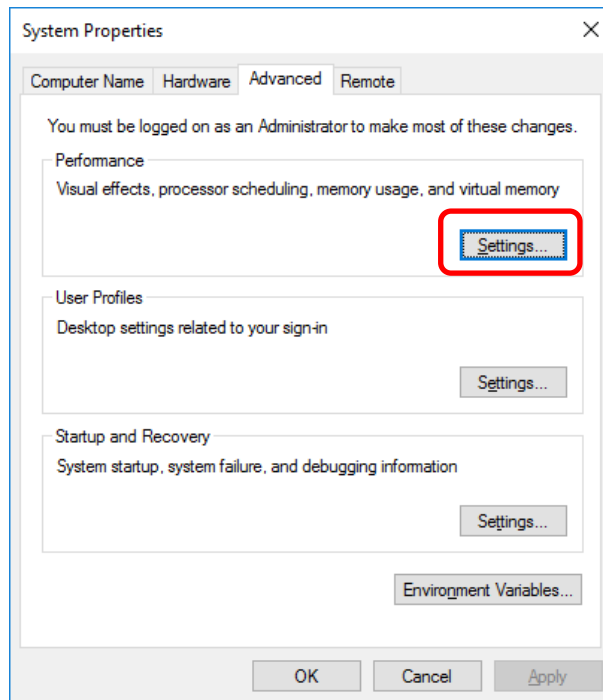 System Properties
Computer Name Hardware Advanced Remote
You must be logged on as an Administrator to make most of these changes.
Performance
Visual effects, processor scheduling, memory usage, and virtual memory
Settings...
User Profiles
Desktop settings related to your sign-in
Settings...
Startup and Recovery
System startup, system failure, and debugging information
Settings...
Environment Variables...
OK Cancel Apply